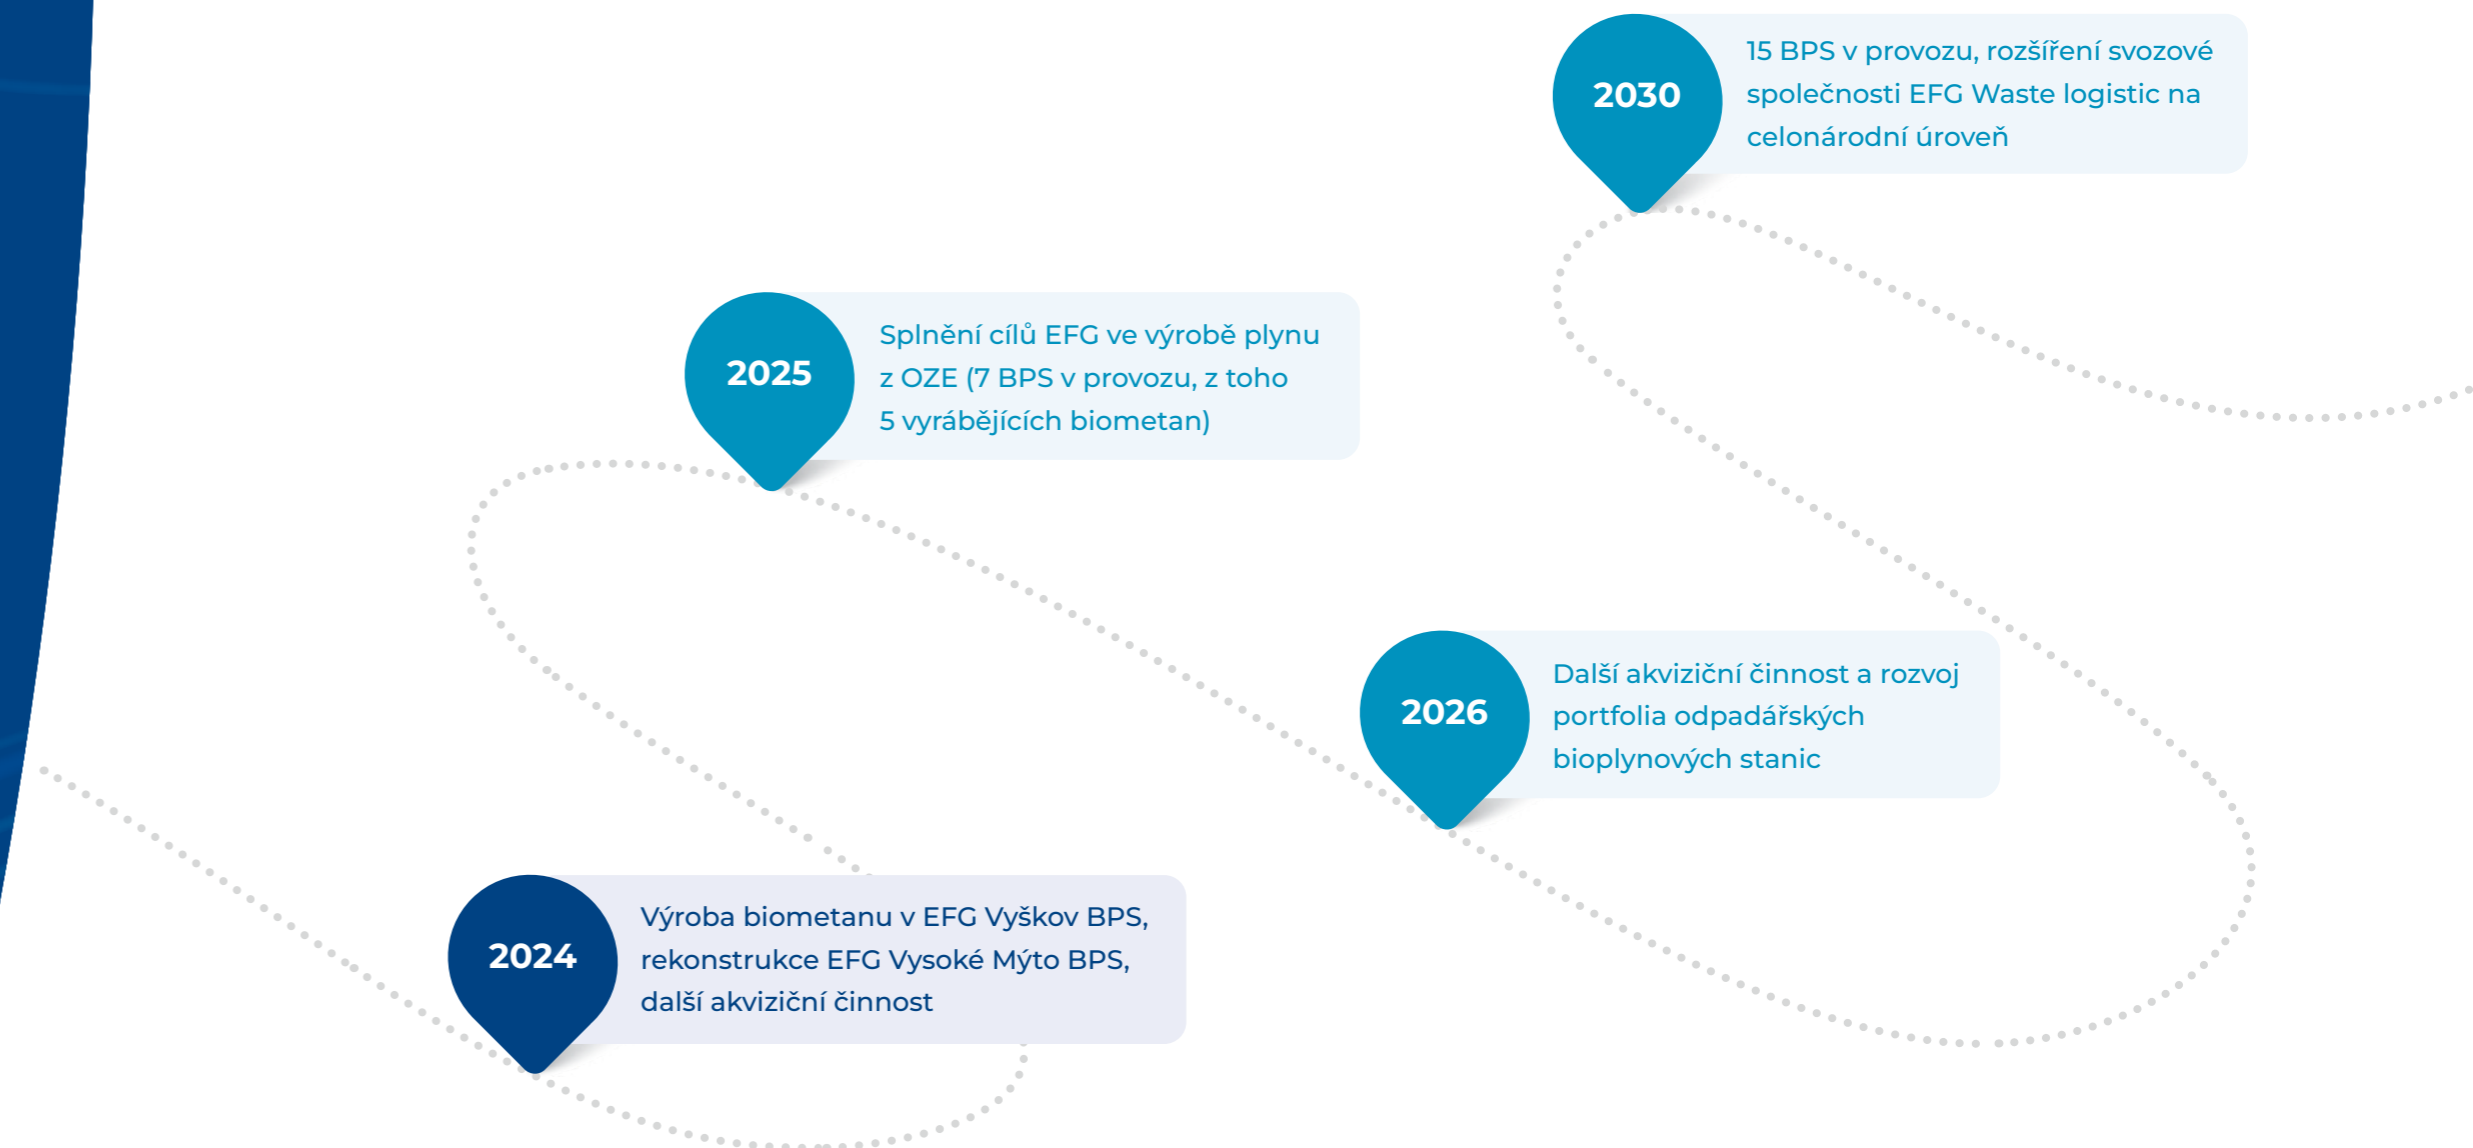 2030
15 BPS v provozu, rozšíření svozové
společnosti EFG Waste logistic na
celonárodní úroveň
2025
Splnění cílů EFG ve výrobě plynu
z OZE (7 BPS v provozu, z toho
5 vyrábějících biometan)
2026
Další akviziční činnost a rozvoj
portfolia odpadářských
bioplynových stanic
2024
Výroba biometanu v EFG Vyškov BPS,
rekonstrukce EFG Vysoké Mýto BPS,
další akviziční činnost